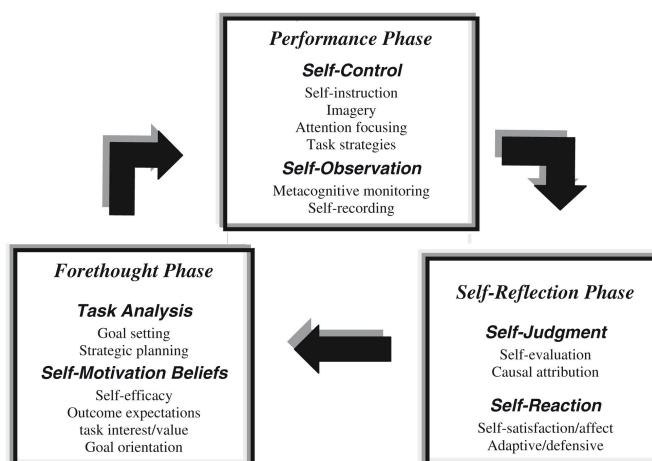 Performance Phase
Self-Control
Self-instruction
Imagery
Attention focusing
Task strategies
Self-Observation
Metacognitive monitoring
Self-recording
Forethought Phase
Task Analysis
Goal setting
Strategic planning
Self-Motivation Beliefs
Self-efficacy
Outcome expectations
task interest/value
Goal orientation
Self-Reflection Phase
Self-Judgment
Self-evaluation
Causal attribution
Self-Reaction
Self-satisfaction/affect
Adaptive/defensive